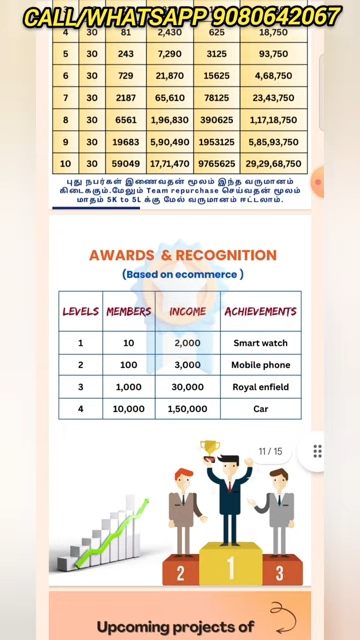 CALL/WHATSAPP 9080642067
4 30 81 2,430 625 18,750
5 30 243 7,290 3125 93,750
6 30 729 21,870 15625 4,68,750
7 30 2187 65,610 78125 23,43,750
8 30 6561 1,96,830 390625 1,17,18,750
9 30 19683 5,90,490 1953125 5,85,93,750
10 30 59049 17,71,470 9765625 29,29,68,750
புது நபர்கள் இணைவதன் மூலம் இந்த வருமானம்
கிடைக்கும்.மேலும் Team repurchase செய்வதன் மூலம்
மாதம் 5K to 5L க்கு மேல் வருமானம் ஈட்டலாம்.
AWARDS & RECOGNITION
(Based on ecommerce )
LEVELS MEMBERS INCOME ACHIEVEMENTS
1 10 2,000 Smart watch
2 100 3,000 Mobile phone
3 1,000 30,000 Royal enfield
4 10,000 1,50,000 Car
11 / 15
2 1 3
Upcoming projects of